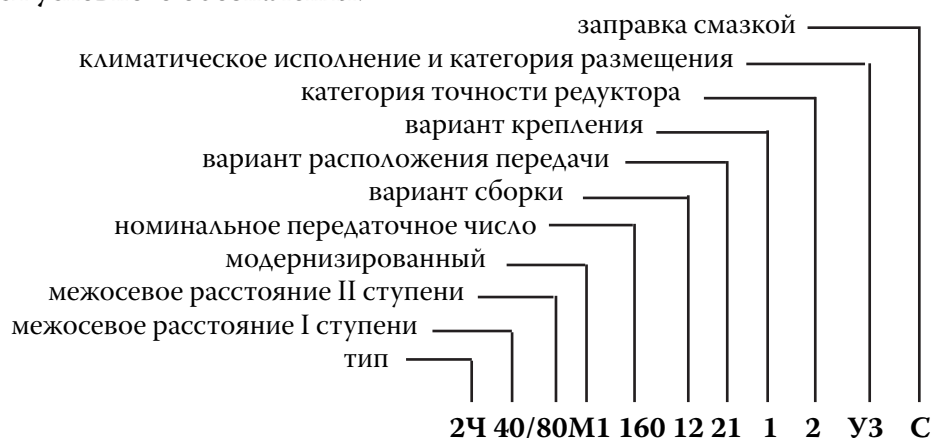 заправка смазкой
климатическое исполнение и категория размещения
категория точности редуктора
вариант крепления
вариант расположения передачи
вариант сборки
номинальное передаточное число
модернизированный
межосевое расстояние II ступени
межосевое расстояние I ступени
тип
2Ч 40/80М1 160 12 21 1 2 У3 С